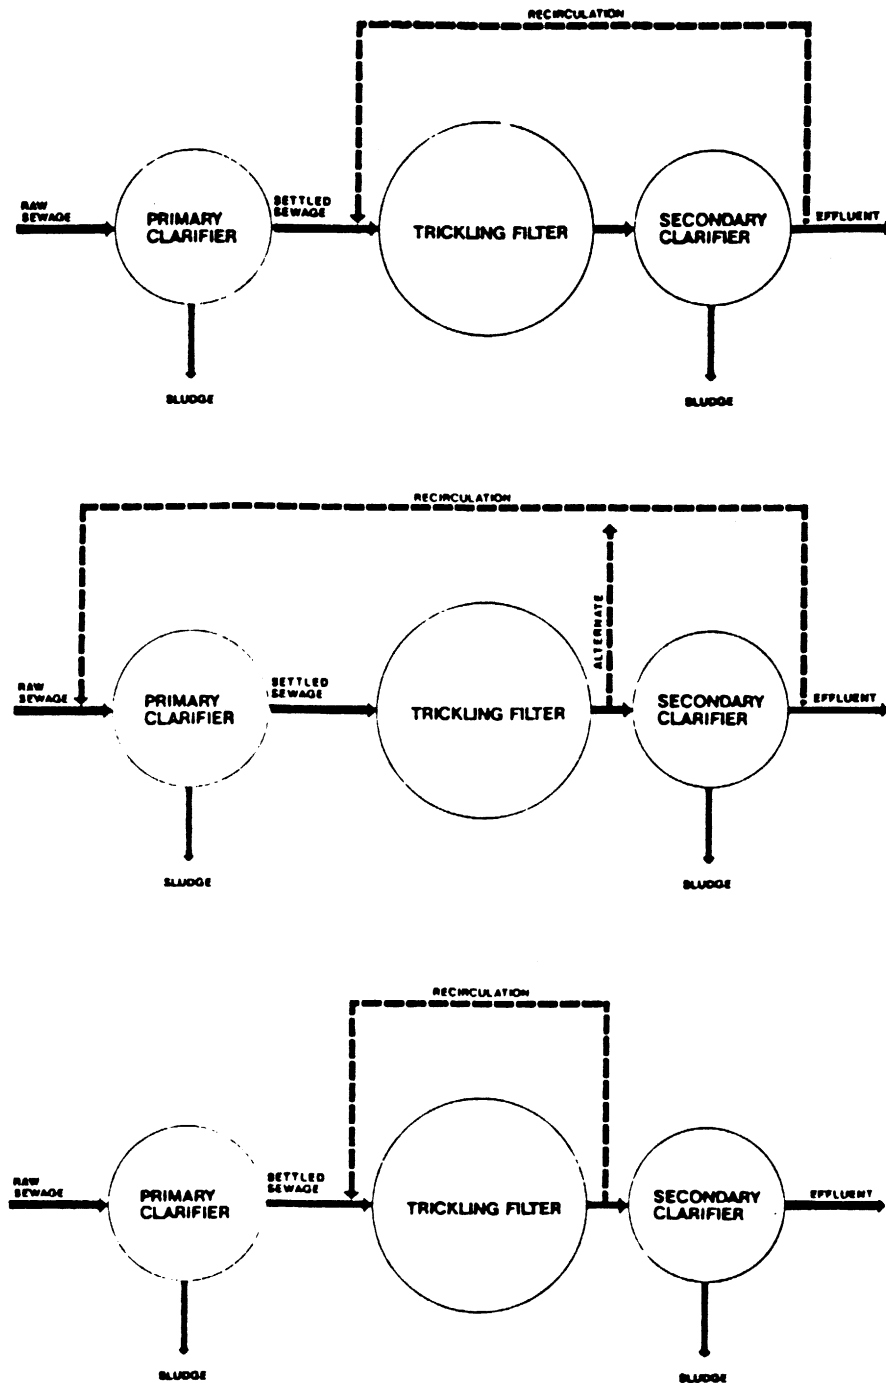 RECIRCULATION
RAW
SEWAGE
PRIMARY
CLARIFIER
SETTLED
SEWAGE
TRICKLING FILTER
SECONDARY
CLARIFIER
EFFLUENT
SLUDGE
SLUDGE
RECIRCULATION
ALTERNATE
RAW
SEWAGE
PRIMARY
CLARIFIER
SETTLED
SEWAGE
TRICKLING FILTER
SECONDARY
CLARIFIER
EFFLUENT
SLUDGE
SLUDGE
RECIRCULATION
RAW
SEWAGE
PRIMARY
CLARIFIER
SETTLED
SEWAGE
TRICKLING FILTER
SECONDARY
CLARIFIER
EFFLUENT
SLUDGE
SLUDGE